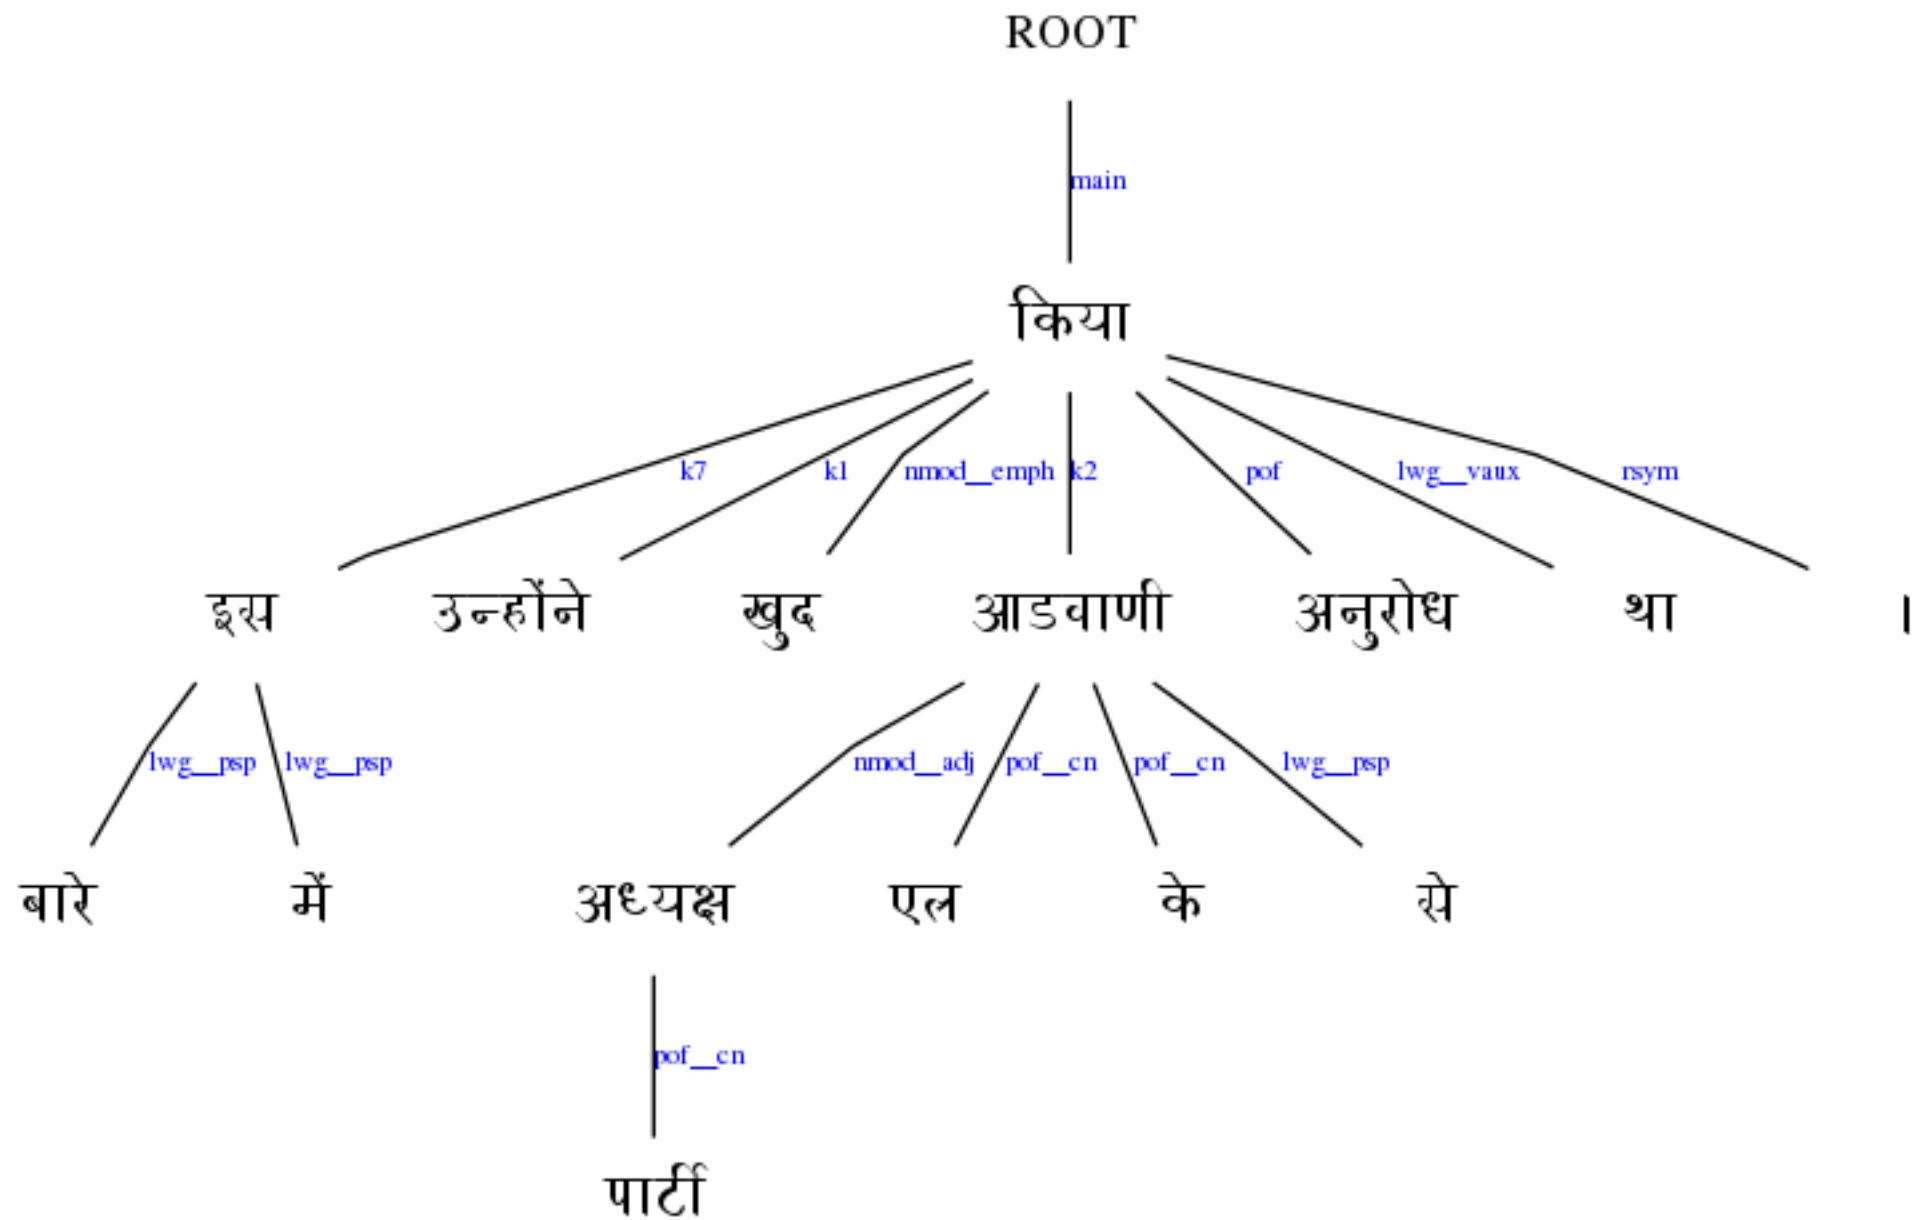 ROOT
main
किया
k7 k1 nmod__emph k2 pof lwg__vaux rsym
इस उन्होंने खुद आडवाणी अनुरोध था ।
lwg__psp lwg__psp nmod__adj pof__cn pof__cn lwg__psp
बारे में अध्यक्ष एल के से
pof__cn
पार्टी